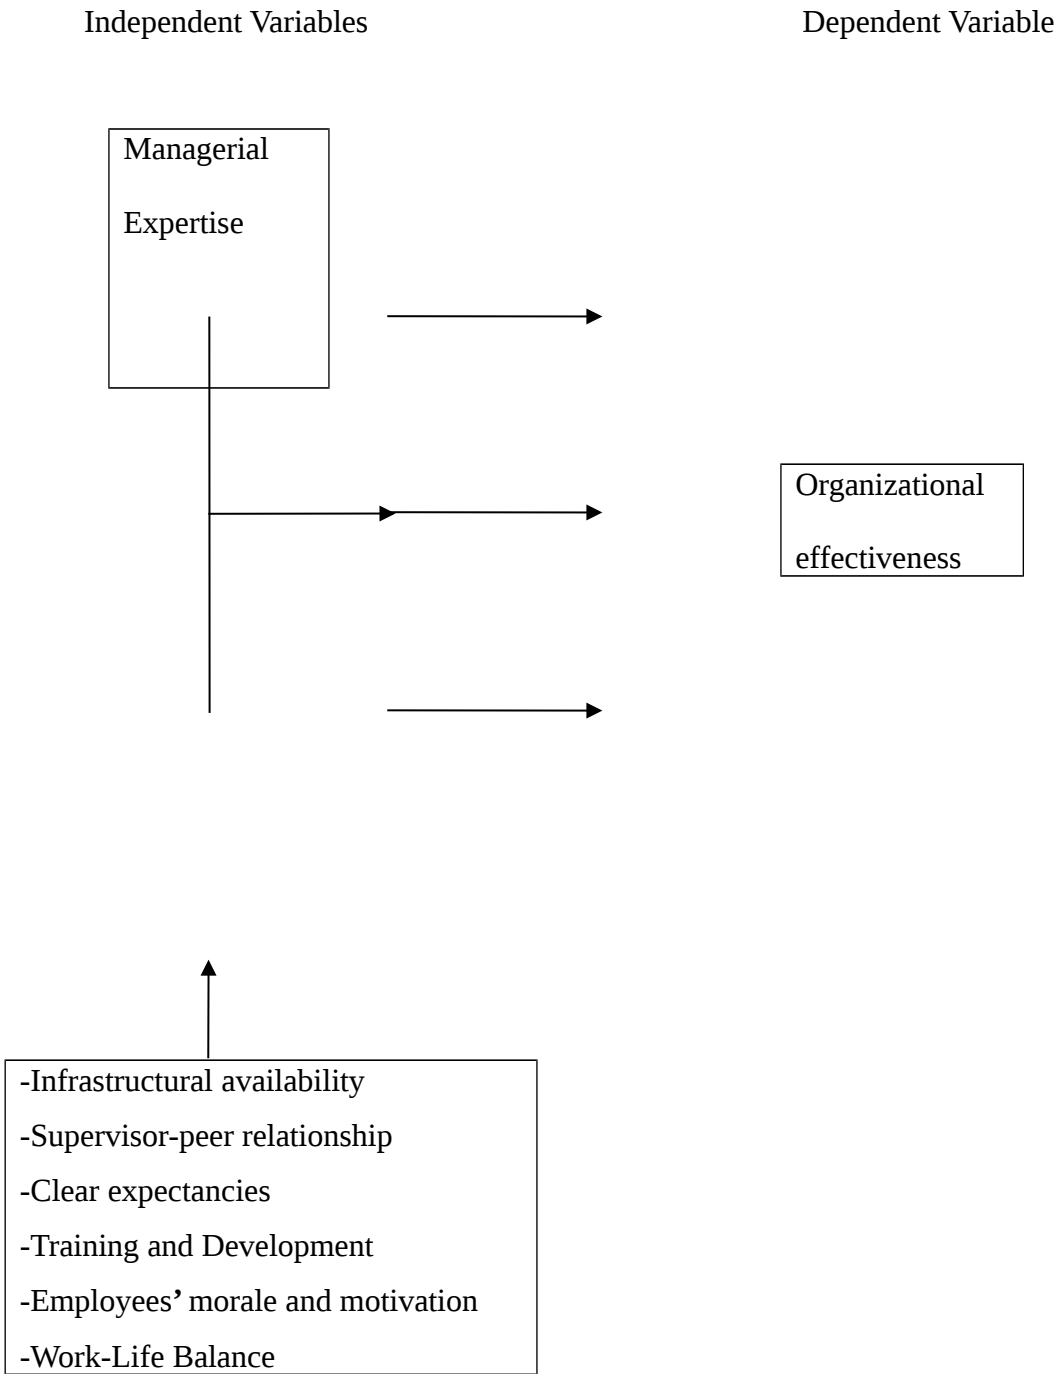 Independent Variables
Dependent Variable
Managerial
Expertise
Organizational
effectiveness
-Infrastructural availability
-Supervisor-peer relationship
-Clear expectancies
-Training and Development
-Employees’ morale and motivation
-Work-Life Balance